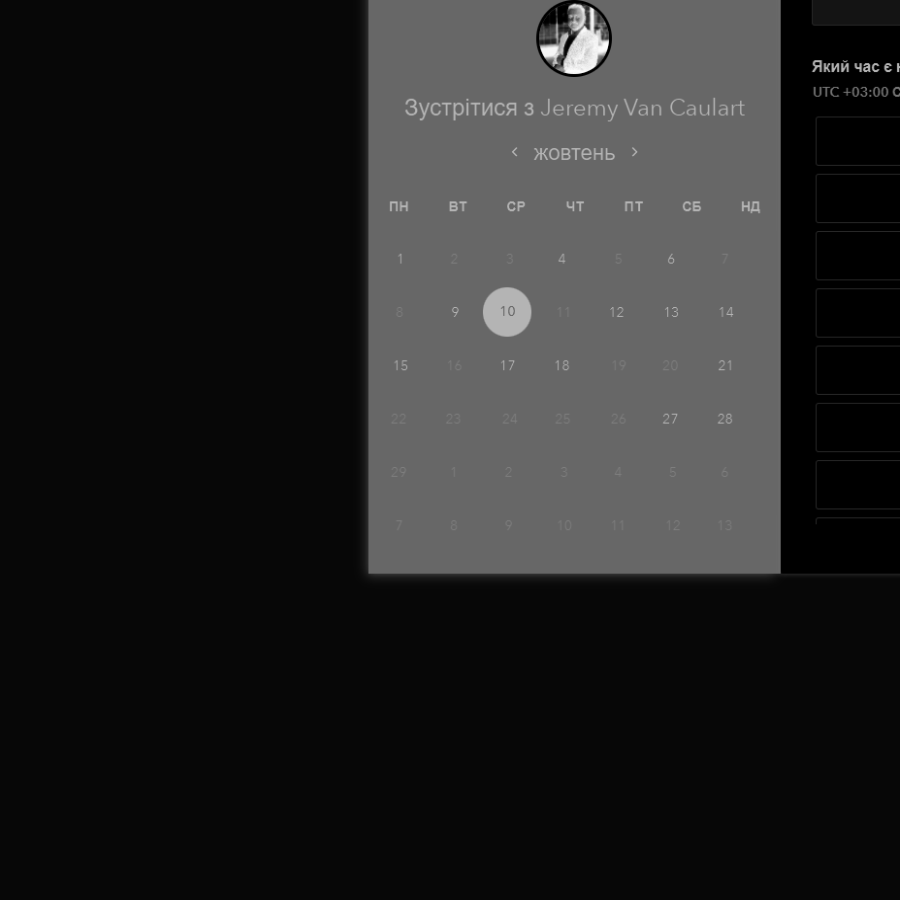 Зустрітися з Jeremy Van Caulart
жовтень
ПН ВТ СР ЧТ ПТ СБ НД
1 2 3 4 5 6 7
8 9 10 11 12 13 14
15 16 17 18 19 20 21
22 23 24 25 26 27 28
29 1 2 3 4 5 6
7 8 9 10 11 12 13
Який час є
UTC +03:00